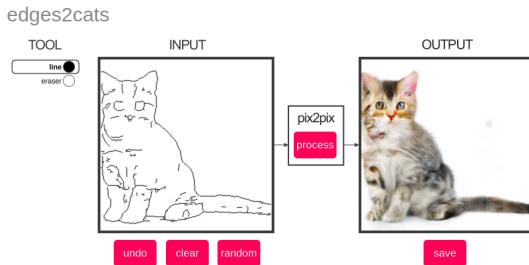 edges2cats
TOOL
line
eraser
INPUT
undo
clear
random
pix2pix
process
OUTPUT
save